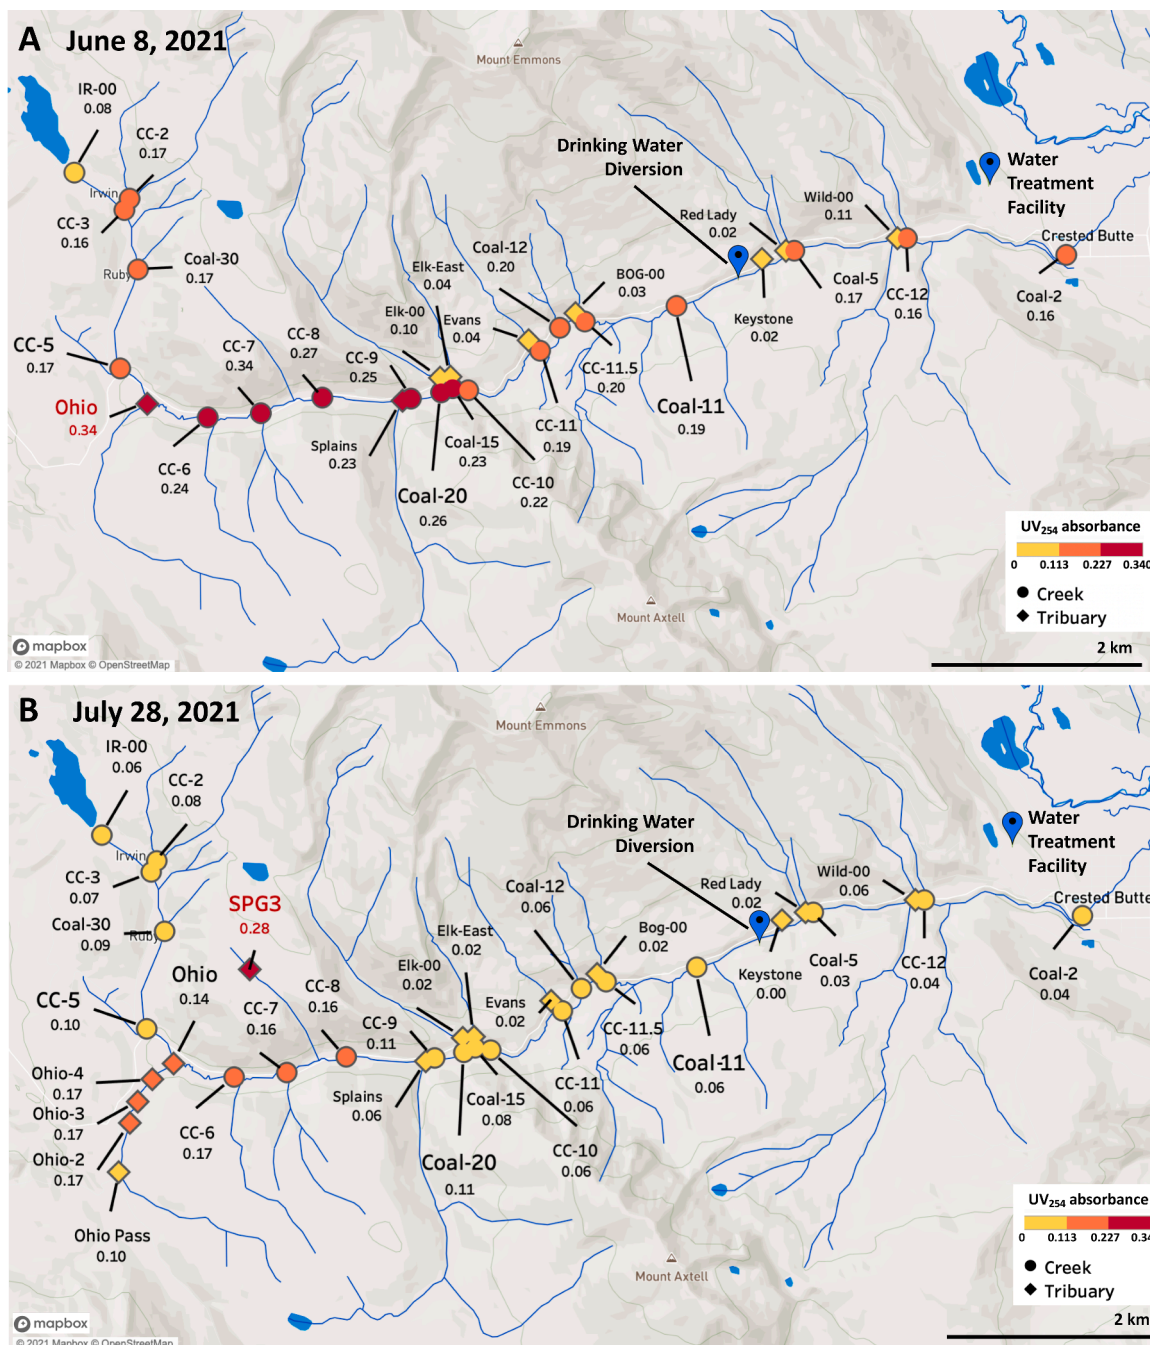 A June 8, 2021
Mount Emmons
IR-00
0.08
CC-2
0.17
Irwin
CC-3
0.16
Drinking Water
Diversion
Water
Treatment
Facility
Wild-00
0.11
Red Lady
0.02
Crested Butte
Coal-30
0.17
Ruby
Coal-12
0.20
Elk-East
0.04
BOG-00
0.03
Elk-00
0.10
Evans
0.04
Coal-5
0.17
CC-12
0.16
Coal-2
0.16
Keystone
0.02
CC-5
0.17
CC-7
0.34
CC-8
0.27
CC-9
0.25
CC-11.5
0.20
Coal-11
0.19
Ohio
0.34
CC-6
0.24
Splains
0.23
Coal-15
0.23
CC-11
0.19
CC-10
0.22
Coal-20
0.26
UV254 absorbance
0 0.113 0.227 0.340
Creek
Tribuary
Mount Axtell
mapbox
© 2021 Mapbox © OpenStreetMap
2 km
B July 28, 2021
Mount Emmons
IR-00
0.06
CC-2
0.08
Irwin
CC-3
0.07
Drinking Water
Diversion
Water
Treatment
Facility
Wild-00
0.06
Red Lady
0.02
Crested Butte
SPG3
0.28
Coal-30
0.09
Ruby
Coal-12
0.06
Elk-East
0.02
Bog-00
0.02
Elk-00
0.02
Evans
0.02
Keystone
0.00
Coal-5
0.03
CC-12
0.04
Coal-2
0.04
Ohio
0.14
CC-5
0.10
CC-7
0.16
CC-8
0.16
CC-9
0.11
CC-11.5
0.06
Coal-11
0.06
Ohio-4
0.17
Ohio-3
0.17
Ohio-2
0.17
CC-6
0.17
Splains
0.06
Coal-15
0.08
CC-11
0.06
CC-10
0.06
Coal-20
0.11
Ohio Pass
0.10
UV254 absorbance
0 0.113 0.227 0.34
Creek
Tribuary
Mount Axtell
mapbox
© 2021 Mapbox © OpenStreetMap
2 km